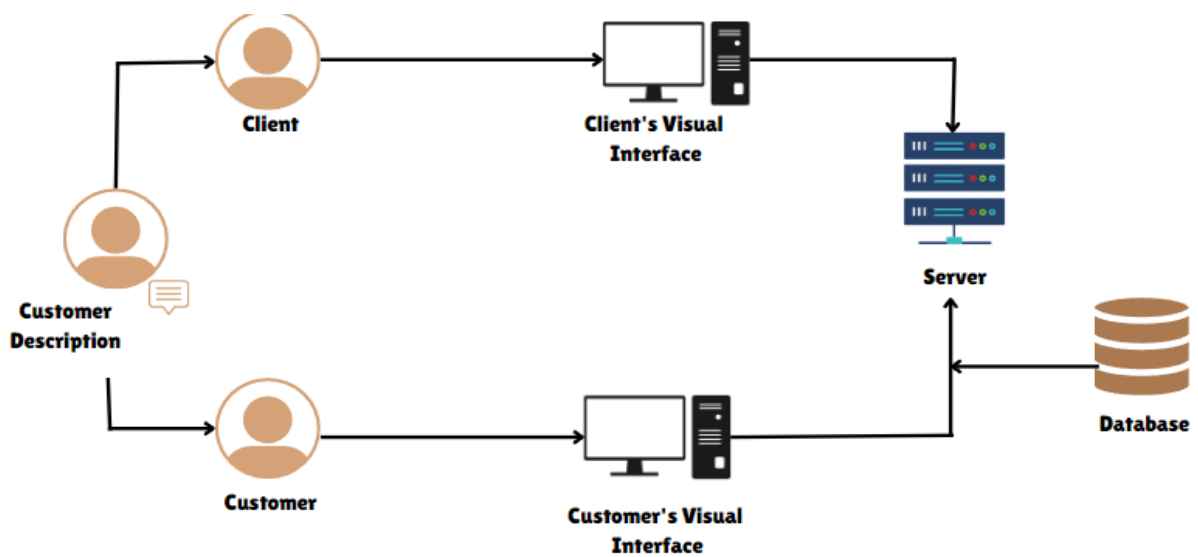 Client
Client's Visual
Interface
Server
Customer
Description
Database
Customer
Customer's Visual
Interface